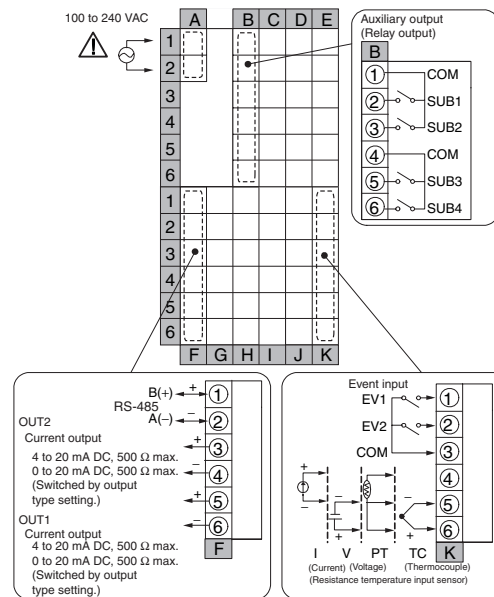 100 to 240 VAC
A B C D E
1
2
3
4
5
6
1
2
3
4
5
6
F G H I J K
Auxiliary output
(Relay output)
B
1 COM
2 SUB1
3 SUB2
4 COM
5 SUB3
6 SUB4
B(+) + 1
RS-485
A(−) − 2
OUT2
Current output
+ 3
4 to 20 mA DC, 500 Ω max.
− 4
0 to 20 mA DC, 500 Ω max.
(Switched by output
type setting.)
+ 5
OUT1
− 6
Current output
4 to 20 mA DC, 500 Ω max.
0 to 20 mA DC, 500 Ω max.
(Switched by output
type setting.)
F
Event input
EV1 1
EV2 2
COM 3
4
+ − − 5
− + + 6
I V PT TC K
(Current) (Voltage) (Thermocouple)
(Resistance temperature input sensor)